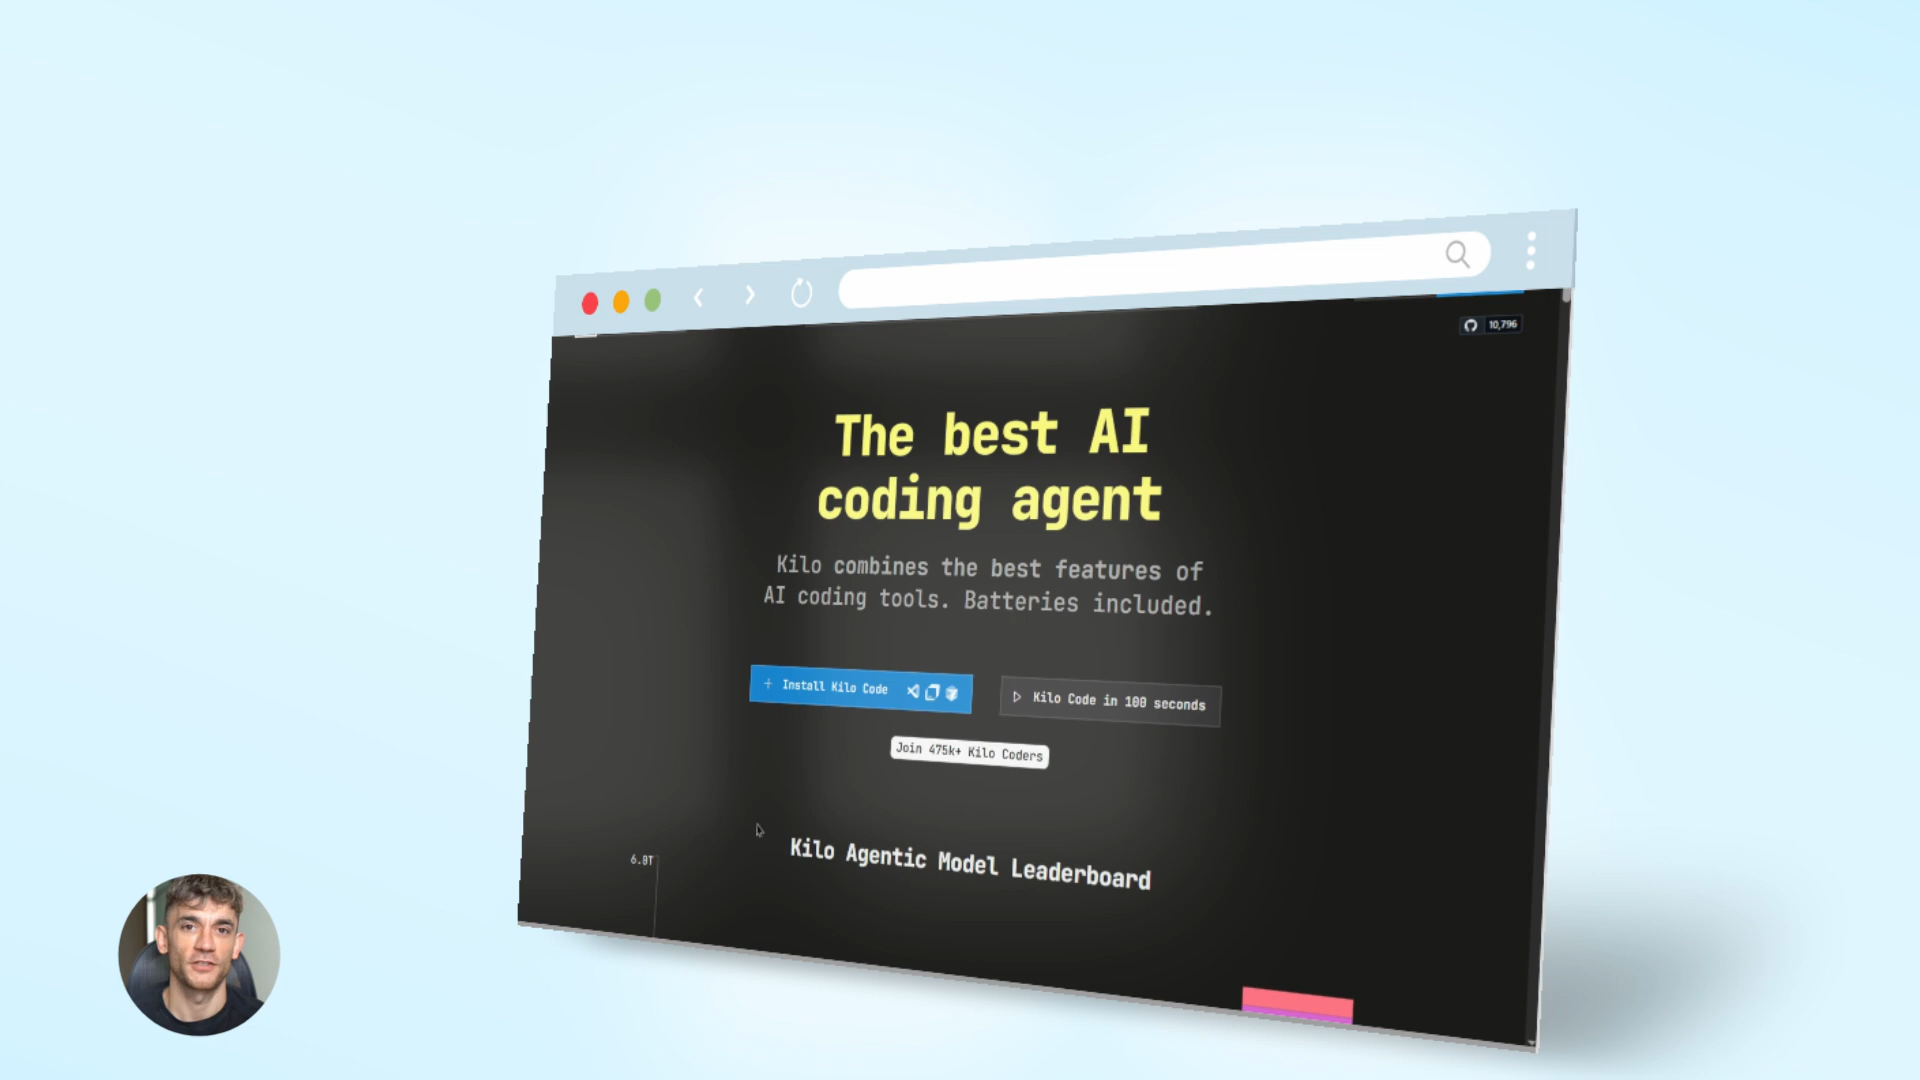 10,796
The best AI
coding agent
Kilo combines the best features of
AI coding tools. Batteries included.
Install Kilo Code
Kilo Code in 100 seconds
Join 475k+ Kilo Coders
Kilo Agentic Model Leaderboard
6.0T